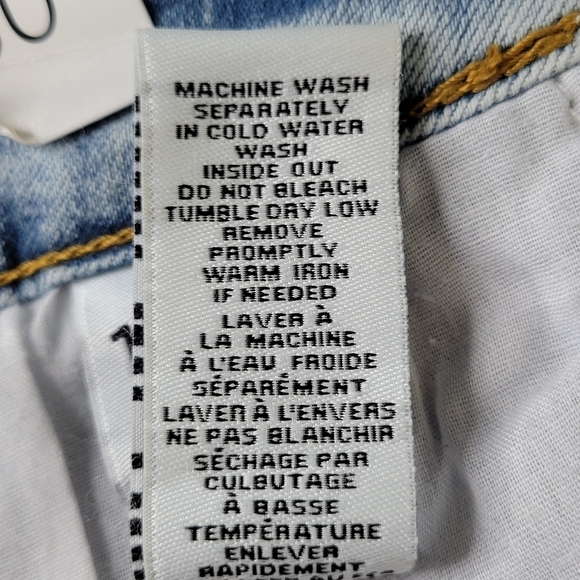 MACHINE WASH
SEPARATELY
IN COLD WATER
WASH
INSIDE OUT
DO NOT BLEACH
TUMBLE DRY LOW
REMOVE
PROMPTLY
WARM IRON
IF NEEDED
LAVER À
LA MACHINE
À L'EAU FROIDE
SÉPARÉMENT
LAVER À L'ENVERS
NE PAS BLANCHIR
SÉCHAGE PAR
CULBUTAGE
À BASSE
TEMPÉRATURE
ENLEVER
RAPIDEMENT